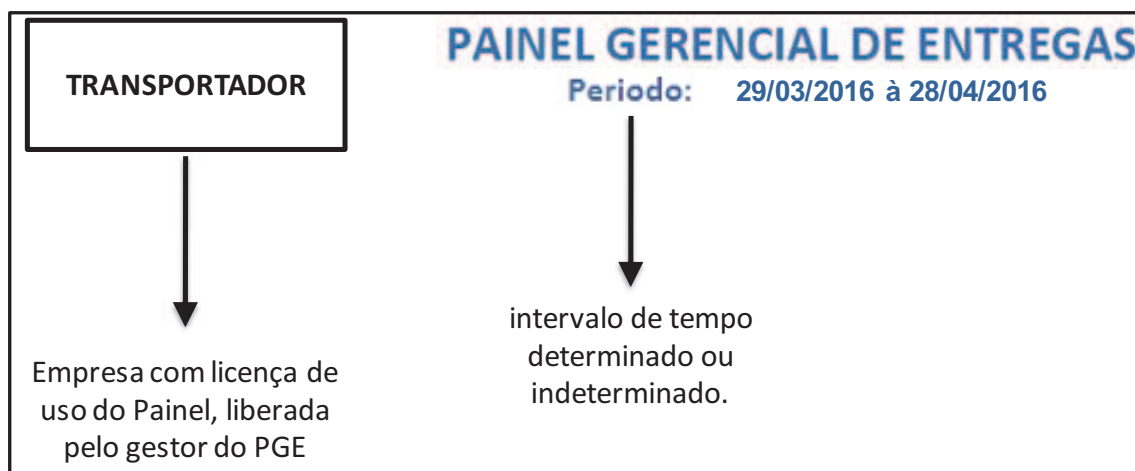 TRANSPORTADOR
PAINEL GERENCIAL DE ENTREGAS
Periodo: 29/03/2016 à 28/04/2016
Empresa com licença de
uso do Painel, liberada
pelo gestor do PGE
intervalo de tempo
determinado ou
indeterminado.